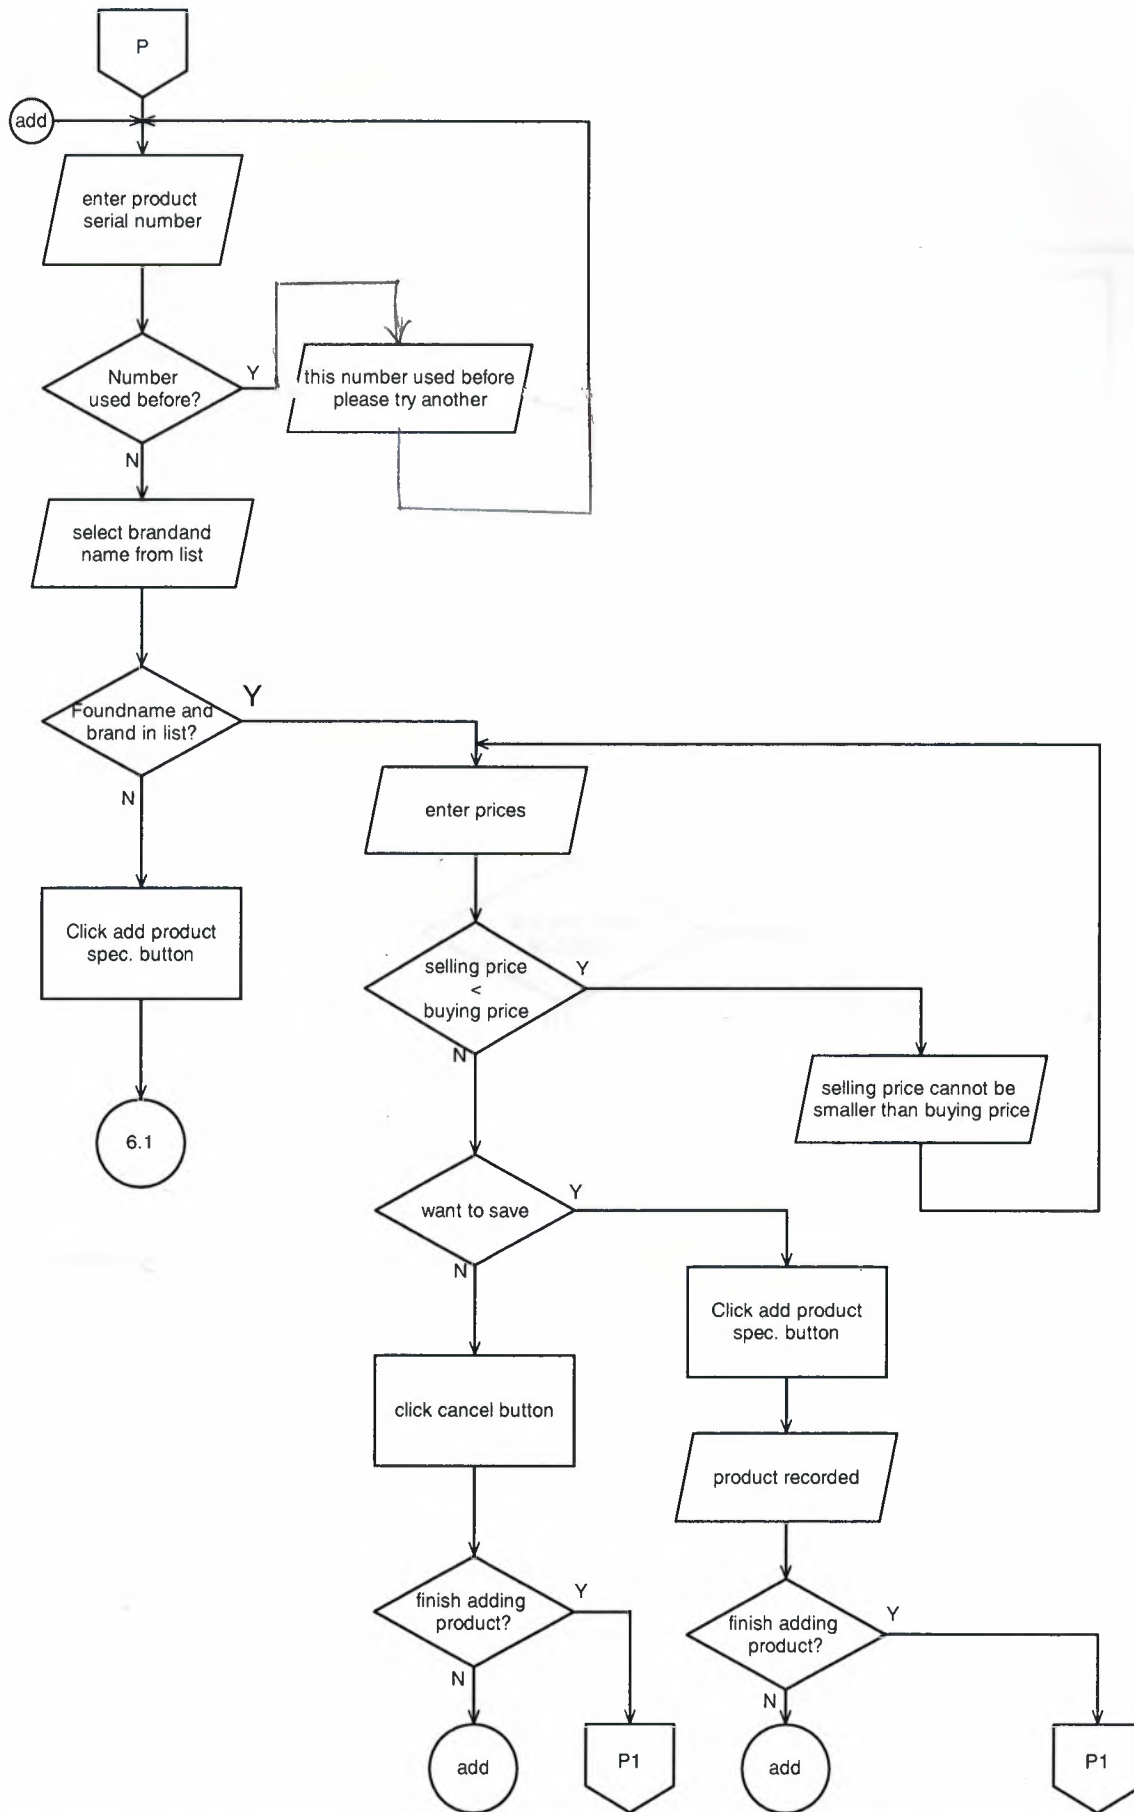 P
add
enter product
serial number
Number
used before?
Y
this number used before
please try another
N
select brandand
name from list
Foundname and
brand in list?
Y
N
enter prices
Click add product
spec. button
selling price
<
buying price
Y
N
selling price cannot be
smaller than buying price
6.1
want to save
Y
N
Click add product
spec. button
click cancel button
product recorded
finish adding
product?
Y
N
finish adding
product?
Y
N
add
P1
add
P1